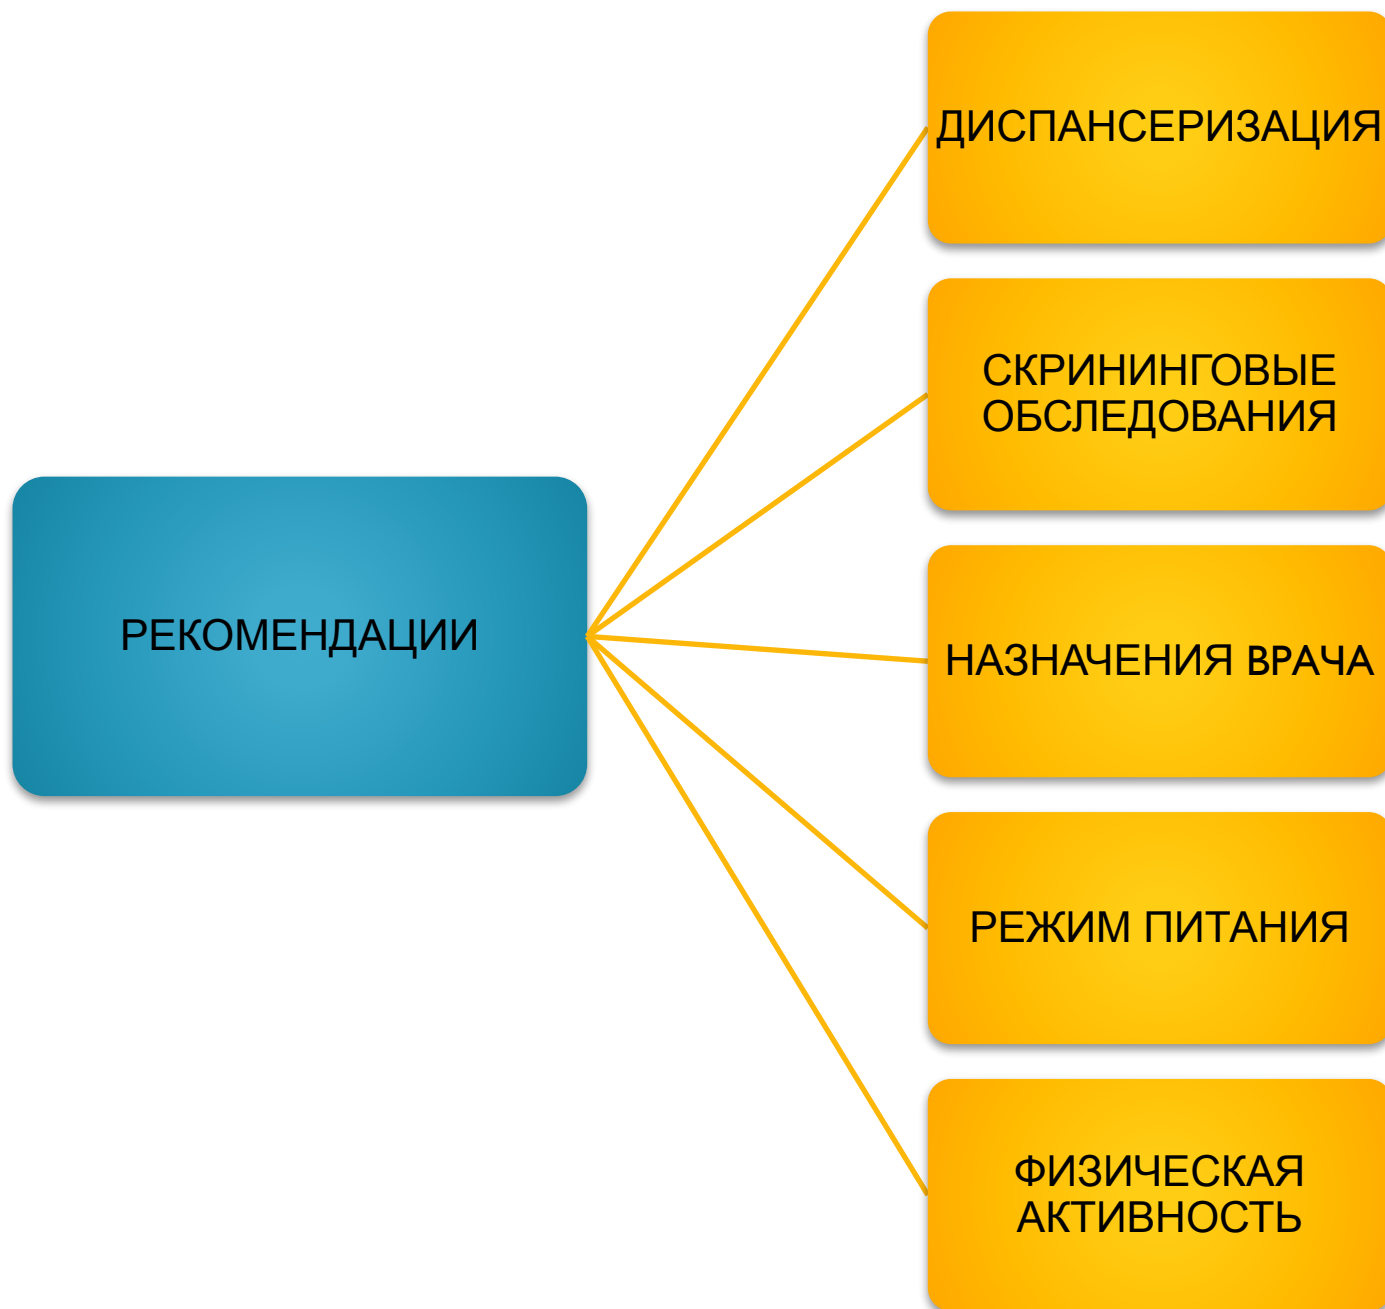 ДИСПАНСЕРИЗАЦИЯ
СКРИНИНГОВЫЕ
ОБСЛЕДОВАНИЯ
РЕКОМЕНДАЦИИ
НАЗНАЧЕНИЯ ВРАЧА
РЕЖИМ ПИТАНИЯ
ФИЗИЧЕСКАЯ
АКТИВНОСТЬ